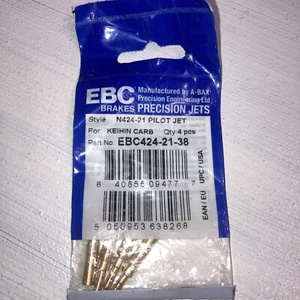 EBC
BRAKES
Manufactured by A-BAX
Precision Engineering Ltd.
PRECISION JETS
Style N424-21 PILOT JET
For KEIHIN CARB Qty 4 pcs
Part No. EBC424-21-38
8 40655 09477 7
UPC / USA
5 050953 638268
EAN / EU